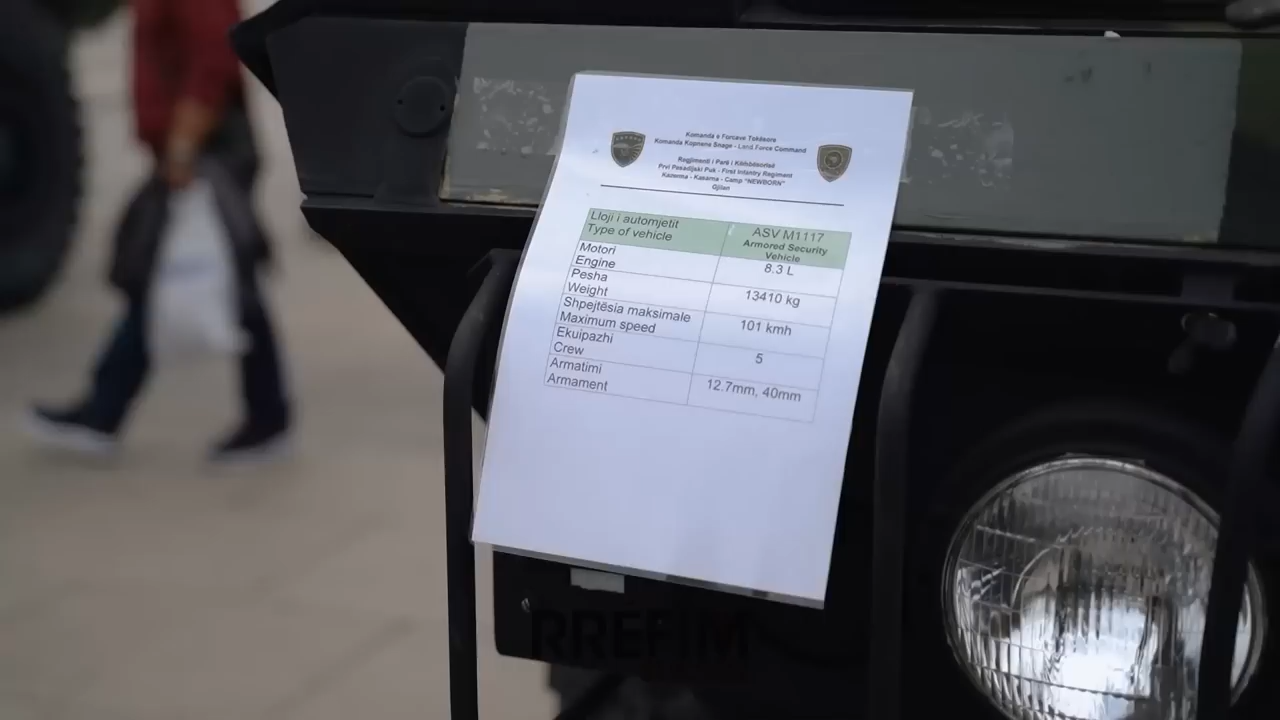 Komanda e Forcave Tokësore
Komanda Kopnene Snage - Land Force Command
Regjimenti i Parë i Këmbësorisë
Prvi Pesadijski Puk - First Infantry Regiment
Kazerma - Kasarna - Camp "NEWBORN"
Gjilan
Lloji i automjetit
Type of vehicle
ASV M1117
Armored Security
Vehicle
Motori
Engine
8.3 L
Pesha
Weight
13410 kg
Shpejtësia maksimale
Maximum speed
101 kmh
Ekuipazhi
Crew
5
Armatimi
Armament
12.7mm, 40mm